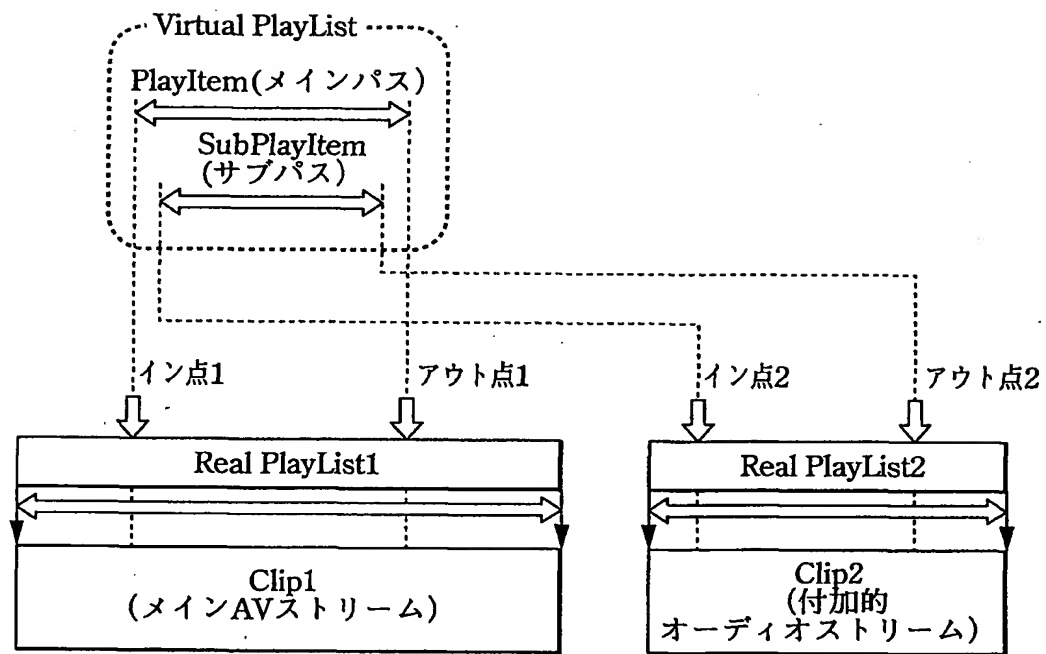 Virtual PlayList
PlayItem(メインパス)
SubPlayItem
(サブパス)
イン点1
アウト点1
イン点2
アウト点2
Real PlayList1
Real PlayList2
Clip1
(メインAVストリーム)
Clip2
(付加的
オーディオストリーム)